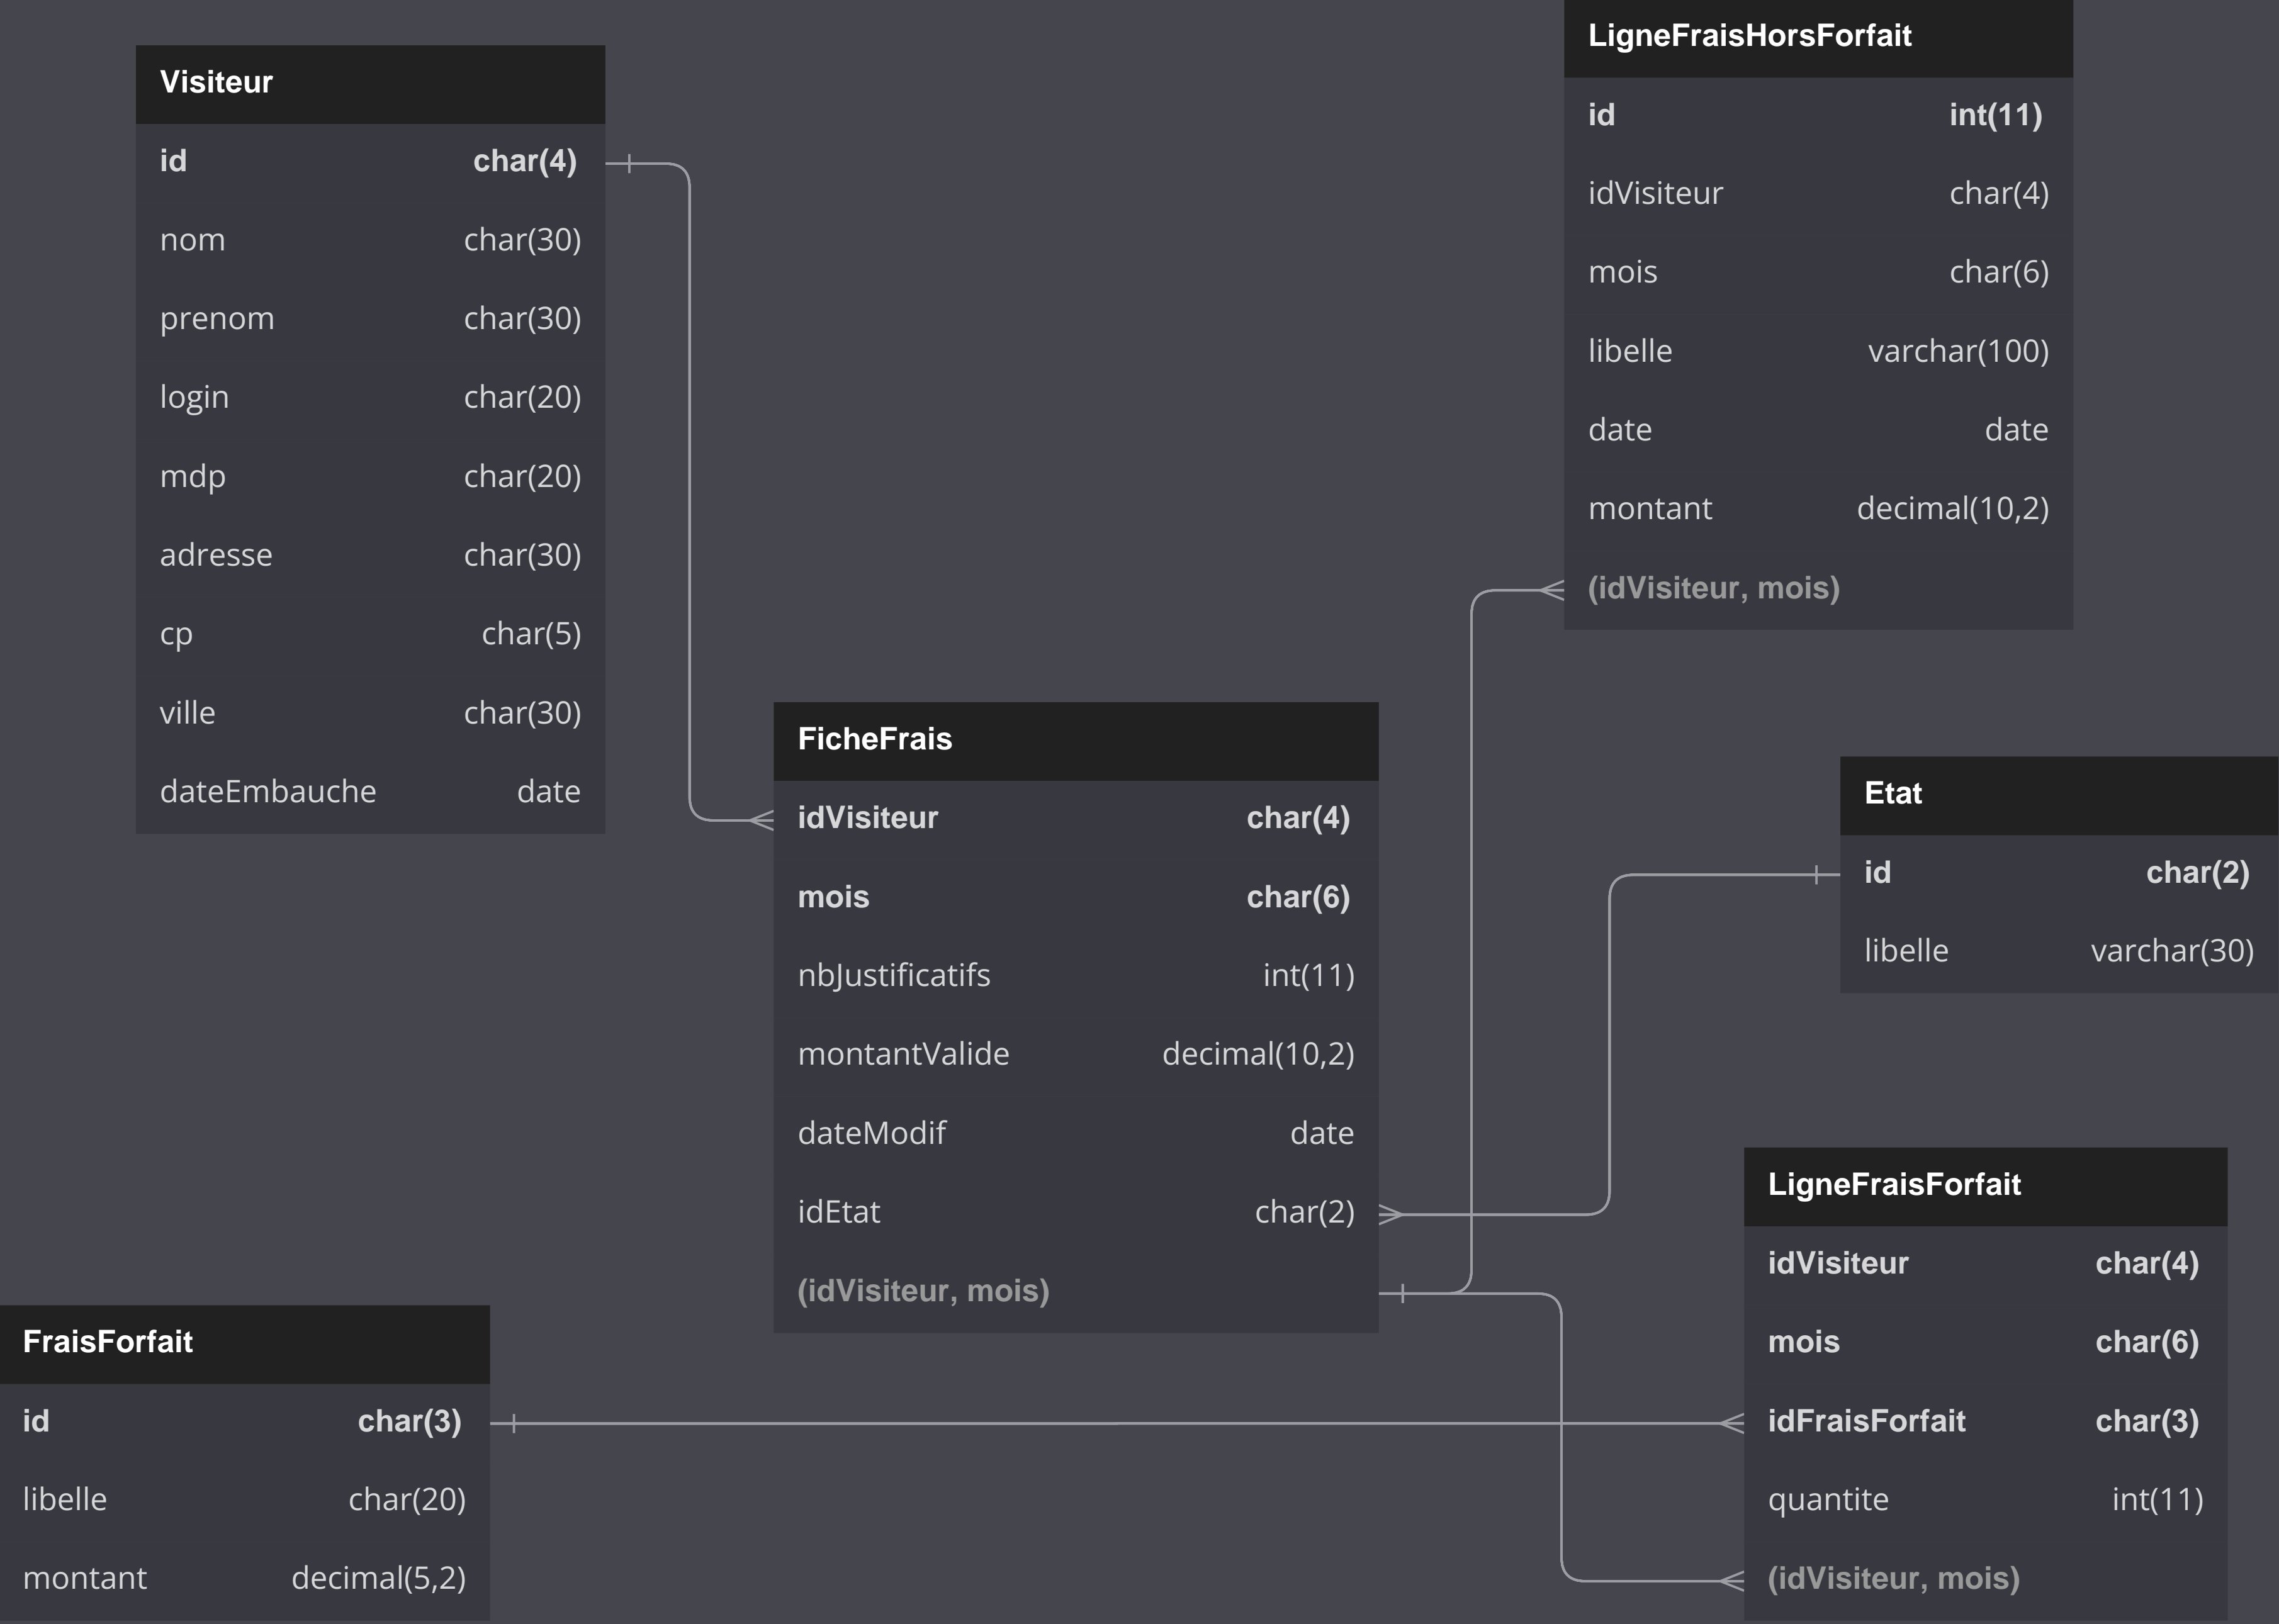 Visiteur
id char(4)
nom char(30)
prenom char(30)
login char(20)
mdp char(20)
adresse char(30)
cp char(5)
ville char(30)
dateEmbauche date
LigneFraisHorsForfait
id int(11)
idVisiteur char(4)
mois char(6)
libelle varchar(100)
date date
montant decimal(10,2)
(idVisiteur, mois)
FicheFrais
idVisiteur char(4)
mois char(6)
nbJustificatifs int(11)
montantValide decimal(10,2)
dateModif date
idEtat char(2)
(idVisiteur, mois)
Etat
id char(2)
libelle varchar(30)
FraisForfait
id char(3)
libelle char(20)
montant decimal(5,2)
LigneFraisForfait
idVisiteur char(4)
mois char(6)
idFraisForfait char(3)
quantite int(11)
(idVisiteur, mois)